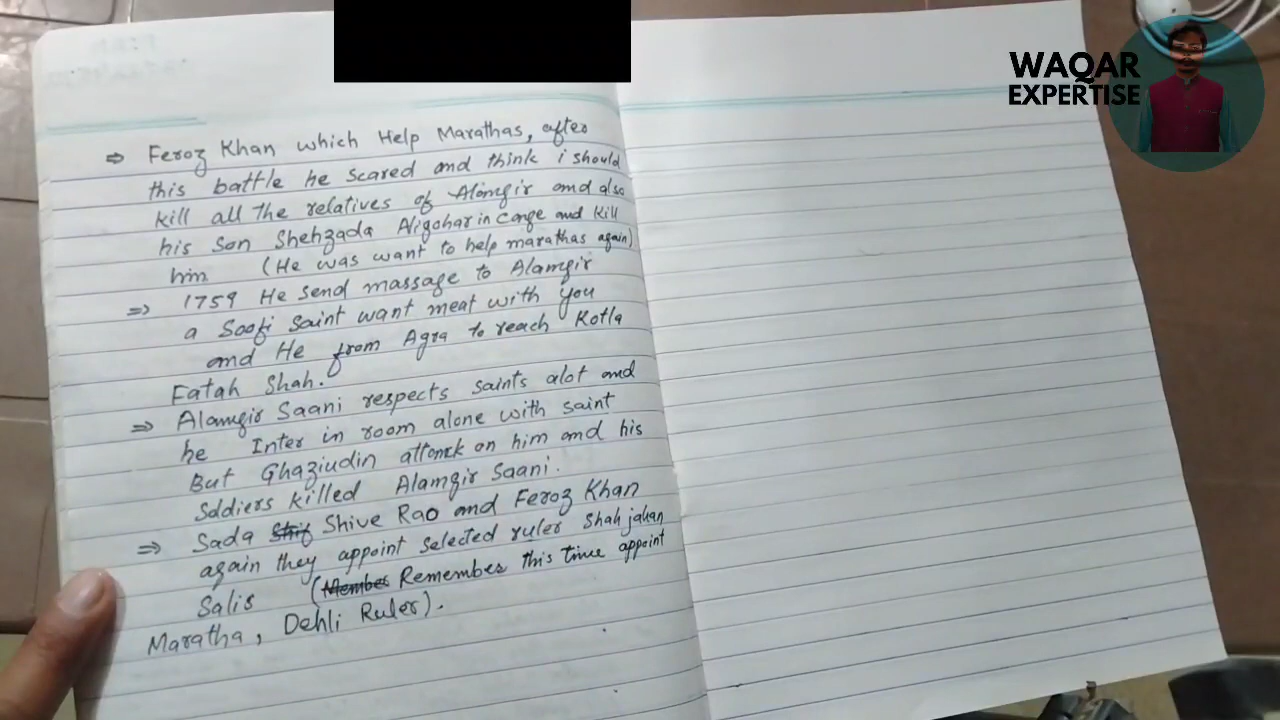 WAQAR
EXPERTISE
⇒ Feroz Khan which Help Marathas, after
this battle he scared and think i should
kill all the relatives of Alamgir and also
his son Shehzada Aligohar in cange and kill
him (He was want to help marathas again)
⇒ 1759 He send massage to Alamgir
a Soofi Saint want meat with you
and He from Agra to reach Kotla
Fatah Shah.
⇒ Alamgir Saani respects saints alot and
he Inter in room alone with saint
But Ghaziudin attack on him and his
Soldiers killed Alamgir Saani.
⇒ Sada Shive Rao and Feroz Khan
again they appoint selected ruler Shah jahan
Salis (Member Remember this time appoint
Maratha, Dehli Ruler).